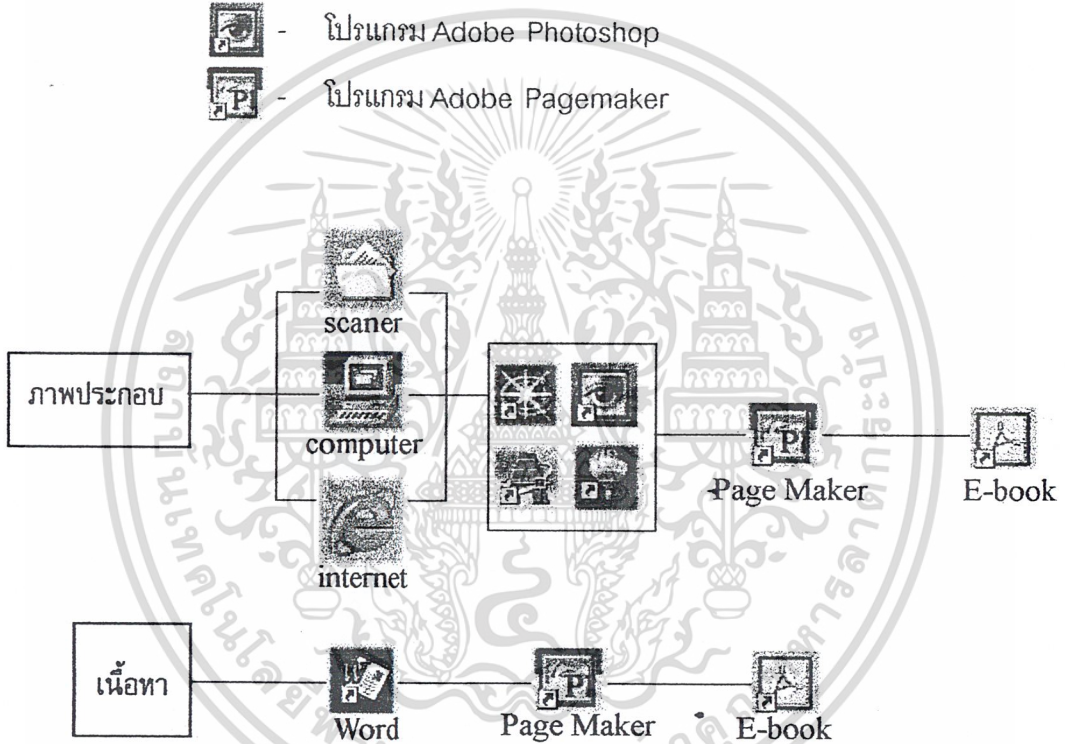 - โปรแกรม Adobe Photoshop
- โปรแกรม Adobe Pagemaker
scaner
ภาพประกอบ
computer
Page Maker
E-book
internet
เนื้อหา
Word
Page Maker
E-book